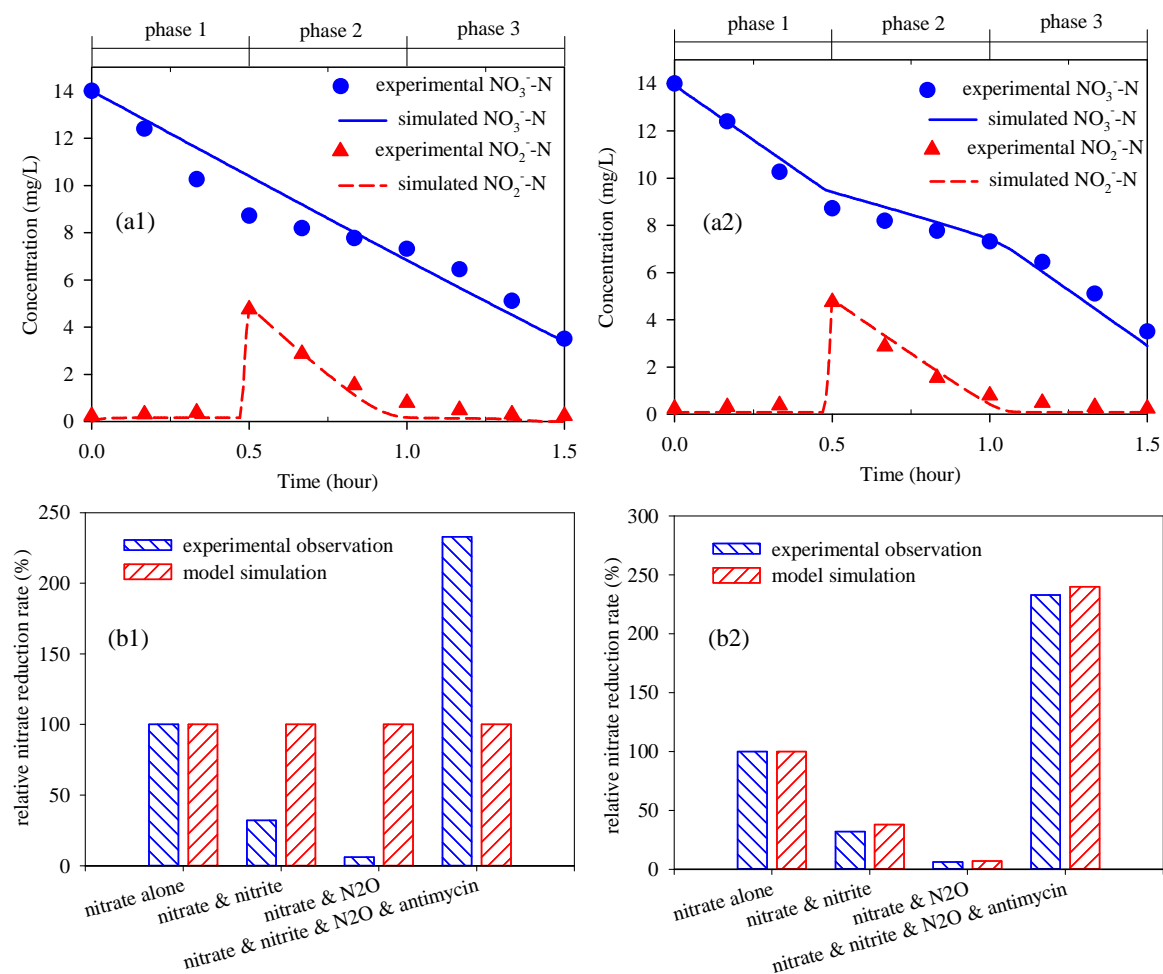 phase 1 phase 2 phase 3
experimental NO3--N
simulated NO3--N
experimental NO2--N
simulated NO2--N
(a1)
Concentration (mg/L)
14
12
10
8
6
4
2
0
0.0 0.5 1.0 1.5
Time (hour)
phase 1 phase 2 phase 3
experimental NO3--N
simulated NO3--N
experimental NO2--N
simulated NO2--N
(a2)
Concentration (mg/L)
14
12
10
8
6
4
2
0
0.0 0.5 1.0 1.5
Time (hour)
experimental observation
model simulation
(b1)
relative nitrate reduction rate (%)
250
200
150
100
50
0
nitrate alone
nitrate & nitrite
nitrate & N2O
nitrate & nitrite & N2O & antimycin
experimental observation
model simulation
(b2)
relative nitrate reduction rate (%)
300
250
200
150
100
50
0
nitrate alone
nitrate & nitrite
nitrate & N2O
nitrate & nitrite & N2O & antimycin